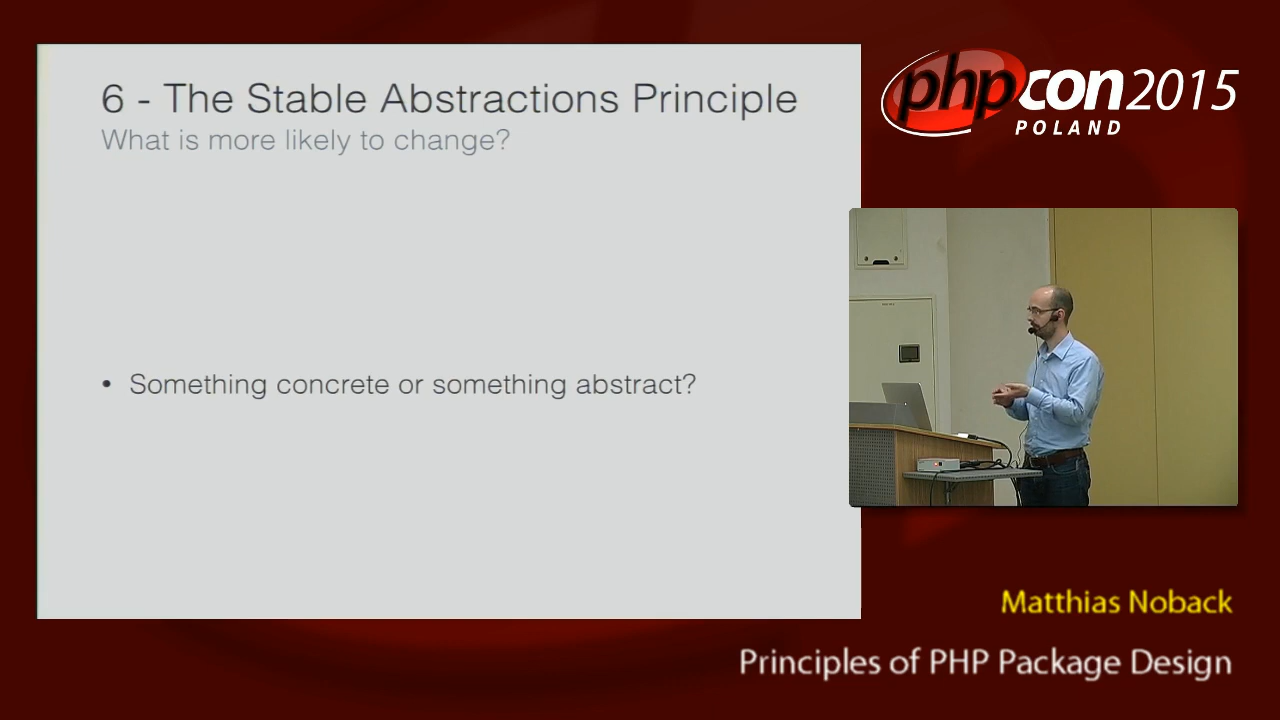 6 - The Stable Abstractions Principle
What is more likely to change?
• Something concrete or something abstract?
phpcon2015
POLAND
Matthias Noback
Principles of PHP Package Design